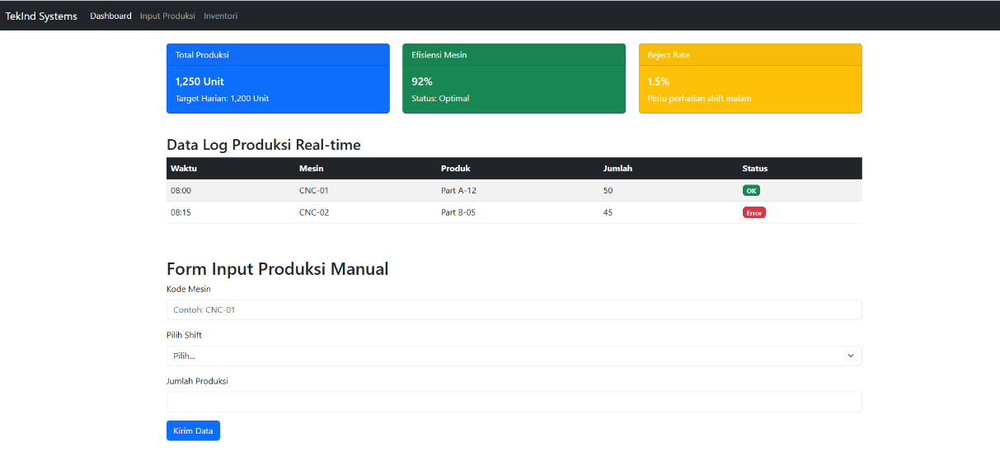 TekInd Systems Dashboard Input Produksi Inventori
Total Produksi
1,250 Unit
Target Harian: 1,200 Unit
Efisiensi Mesin
92%
Status: Optimal
Reject Rate
1.5%
Perlu perhatian shift malam
Data Log Produksi Real-time
Waktu Mesin Produk Jumlah Status
08:00 CNC-01 Part A-12 50 OK
08:15 CNC-02 Part B-05 45 Error
Form Input Produksi Manual
Kode Mesin
Contoh: CNC-01
Pilih Shift
Pilih...
Jumlah Produksi
Kirim Data